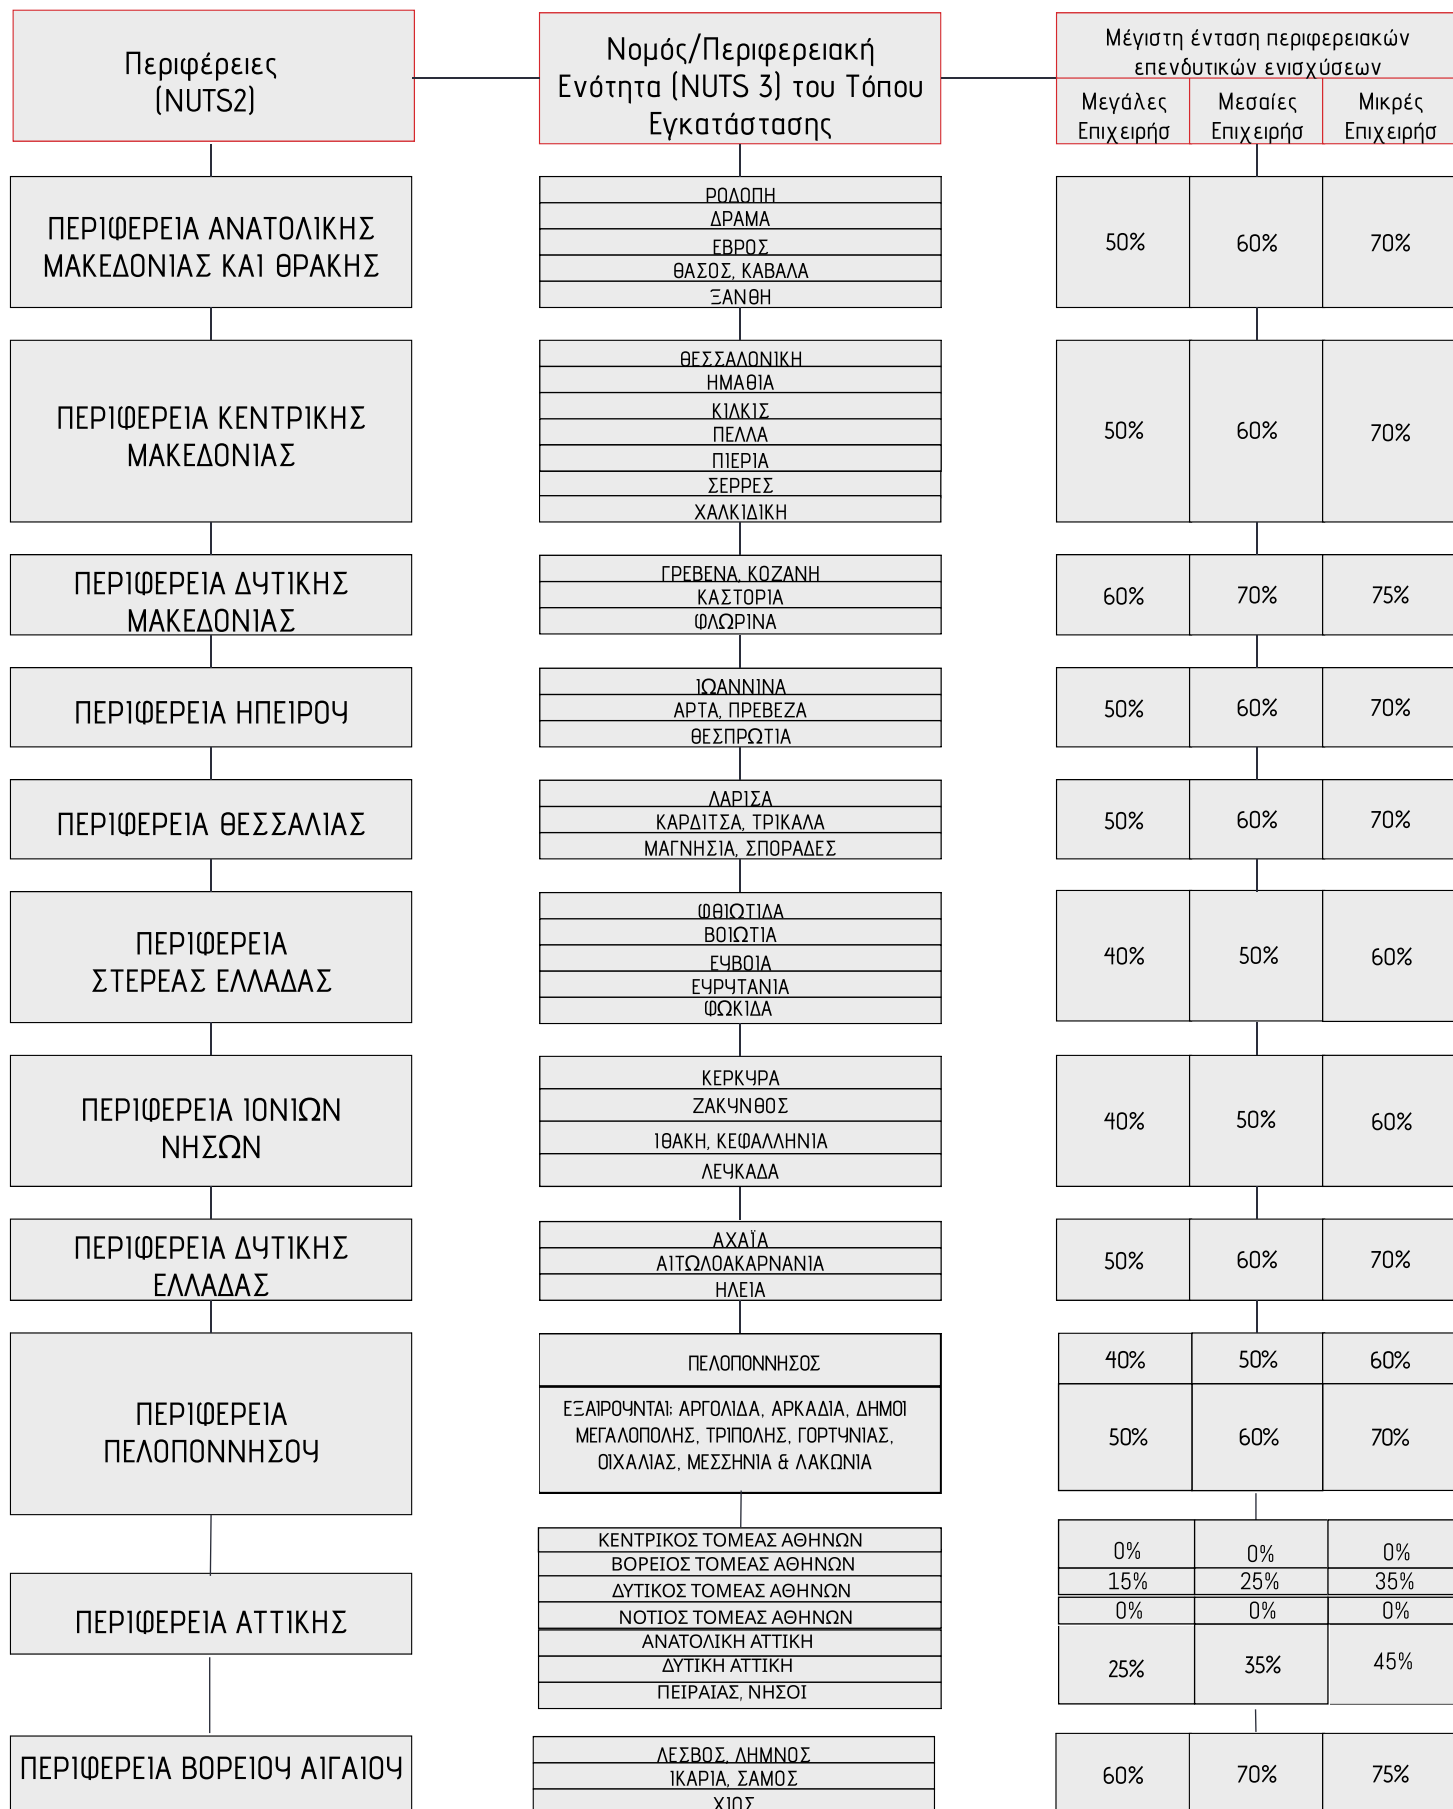 Περιφέρειες
(NUTS2)
Νομός/Περιφερειακή
Ενότητα (NUTS 3) του Τόπου
Εγκατάστασης
Μέγιστη ένταση περιφερειακών
επενδυτικών ενισχύσεων
Μεγάλες
Επιχειρήσ
Μεσαίες
Επιχειρήσ
Μικρές
Επιχειρήσ
ΠΕΡΙΦΕΡΕΙΑ ΑΝΑΤΟΛΙΚΗΣ
ΜΑΚΕΔΟΝΙΑΣ ΚΑΙ ΘΡΑΚΗΣ
ΡΟΔΟΠΗ
ΔΡΑΜΑ
ΕΒΡΟΣ
ΘΑΣΟΣ, ΚΑΒΑΛΑ
ΞΑΝΘΗ
50%
60%
70%
ΠΕΡΙΦΕΡΕΙΑ ΚΕΝΤΡΙΚΗΣ
ΜΑΚΕΔΟΝΙΑΣ
ΘΕΣΣΑΛΟΝΙΚΗ
ΗΜΑΘΙΑ
ΚΙΛΚΙΣ
ΠΕΛΛΑ
ΠΙΕΡΙΑ
ΣΕΡΡΕΣ
ΧΑΛΚΙΔΙΚΗ
50%
60%
70%
ΠΕΡΙΦΕΡΕΙΑ ΔΥΤΙΚΗΣ
ΜΑΚΕΔΟΝΙΑΣ
ΓΡΕΒΕΝΑ, ΚΟΖΑΝΗ
ΚΑΣΤΟΡΙΑ
ΦΛΩΡΙΝΑ
60%
70%
75%
ΠΕΡΙΦΕΡΕΙΑ ΗΠΕΙΡΟΥ
ΙΩΑΝΝΙΝΑ
ΑΡΤΑ, ΠΡΕΒΕΖΑ
ΘΕΣΠΡΩΤΙΑ
50%
60%
70%
ΠΕΡΙΦΕΡΕΙΑ ΘΕΣΣΑΛΙΑΣ
ΛΑΡΙΣΑ
ΚΑΡΔΙΤΣΑ, ΤΡΙΚΑΛΑ
ΜΑΓΝΗΣΙΑ, ΣΠΟΡΑΔΕΣ
50%
60%
70%
ΠΕΡΙΦΕΡΕΙΑ
ΣΤΕΡΕΑΣ ΕΛΛΑΔΑΣ
ΦΘΙΩΤΙΔΑ
ΒΟΙΩΤΙΑ
ΕΥΒΟΙΑ
ΕΥΡΥΤΑΝΙΑ
ΦΩΚΙΔΑ
40%
50%
60%
ΠΕΡΙΦΕΡΕΙΑ ΙΟΝΙΩΝ
ΝΗΣΩΝ
ΚΕΡΚΥΡΑ
ΖΑΚΥΝΘΟΣ
ΙΘΑΚΗ, ΚΕΦΑΛΛΗΝΙΑ
ΛΕΥΚΑΔΑ
40%
50%
60%
ΠΕΡΙΦΕΡΕΙΑ ΔΥΤΙΚΗΣ
ΕΛΛΑΔΑΣ
ΑΧΑΪΑ
ΑΙΤΩΛΟΑΚΑΡΝΑΝΙΑ
ΗΛΕΙΑ
50%
60%
70%
ΠΕΡΙΦΕΡΕΙΑ
ΠΕΛΟΠΟΝΝΗΣΟΥ
ΠΕΛΟΠΟΝΝΗΣΟΣ
40%
50%
60%
ΕΞΑΙΡΟΥΝΤΑΙ: ΑΡΓΟΛΙΔΑ, ΑΡΚΑΔΙΑ, ΔΗΜΟΙ
ΜΕΓΑΛΟΠΟΛΗΣ, ΤΡΙΠΟΛΗΣ, ΓΟΡΤΥΝΙΑΣ,
ΟΙΧΑΛΙΑΣ, ΜΕΣΣΗΝΙΑ & ΛΑΚΩΝΙΑ
50%
60%
70%
ΠΕΡΙΦΕΡΕΙΑ ΑΤΤΙΚΗΣ
ΚΕΝΤΡΙΚΟΣ ΤΟΜΕΑΣ ΑΘΗΝΩΝ
ΒΟΡΕΙΟΣ ΤΟΜΕΑΣ ΑΘΗΝΩΝ
ΔΥΤΙΚΟΣ ΤΟΜΕΑΣ ΑΘΗΝΩΝ
ΝΟΤΙΟΣ ΤΟΜΕΑΣ ΑΘΗΝΩΝ
ΑΝΑΤΟΛΙΚΗ ΑΤΤΙΚΗ
ΔΥΤΙΚΗ ΑΤΤΙΚΗ
ΠΕΙΡΑΙΑΣ, ΝΗΣΟΙ
0%
0%
0%
15%
25%
35%
0%
0%
0%
25%
35%
45%
ΠΕΡΙΦΕΡΕΙΑ ΒΟΡΕΙΟΥ ΑΙΓΑΙΟΥ
ΛΕΣΒΟΣ, ΛΗΜΝΟΣ
ΙΚΑΡΙΑ, ΣΑΜΟΣ
ΧΙΟΣ
60%
70%
75%